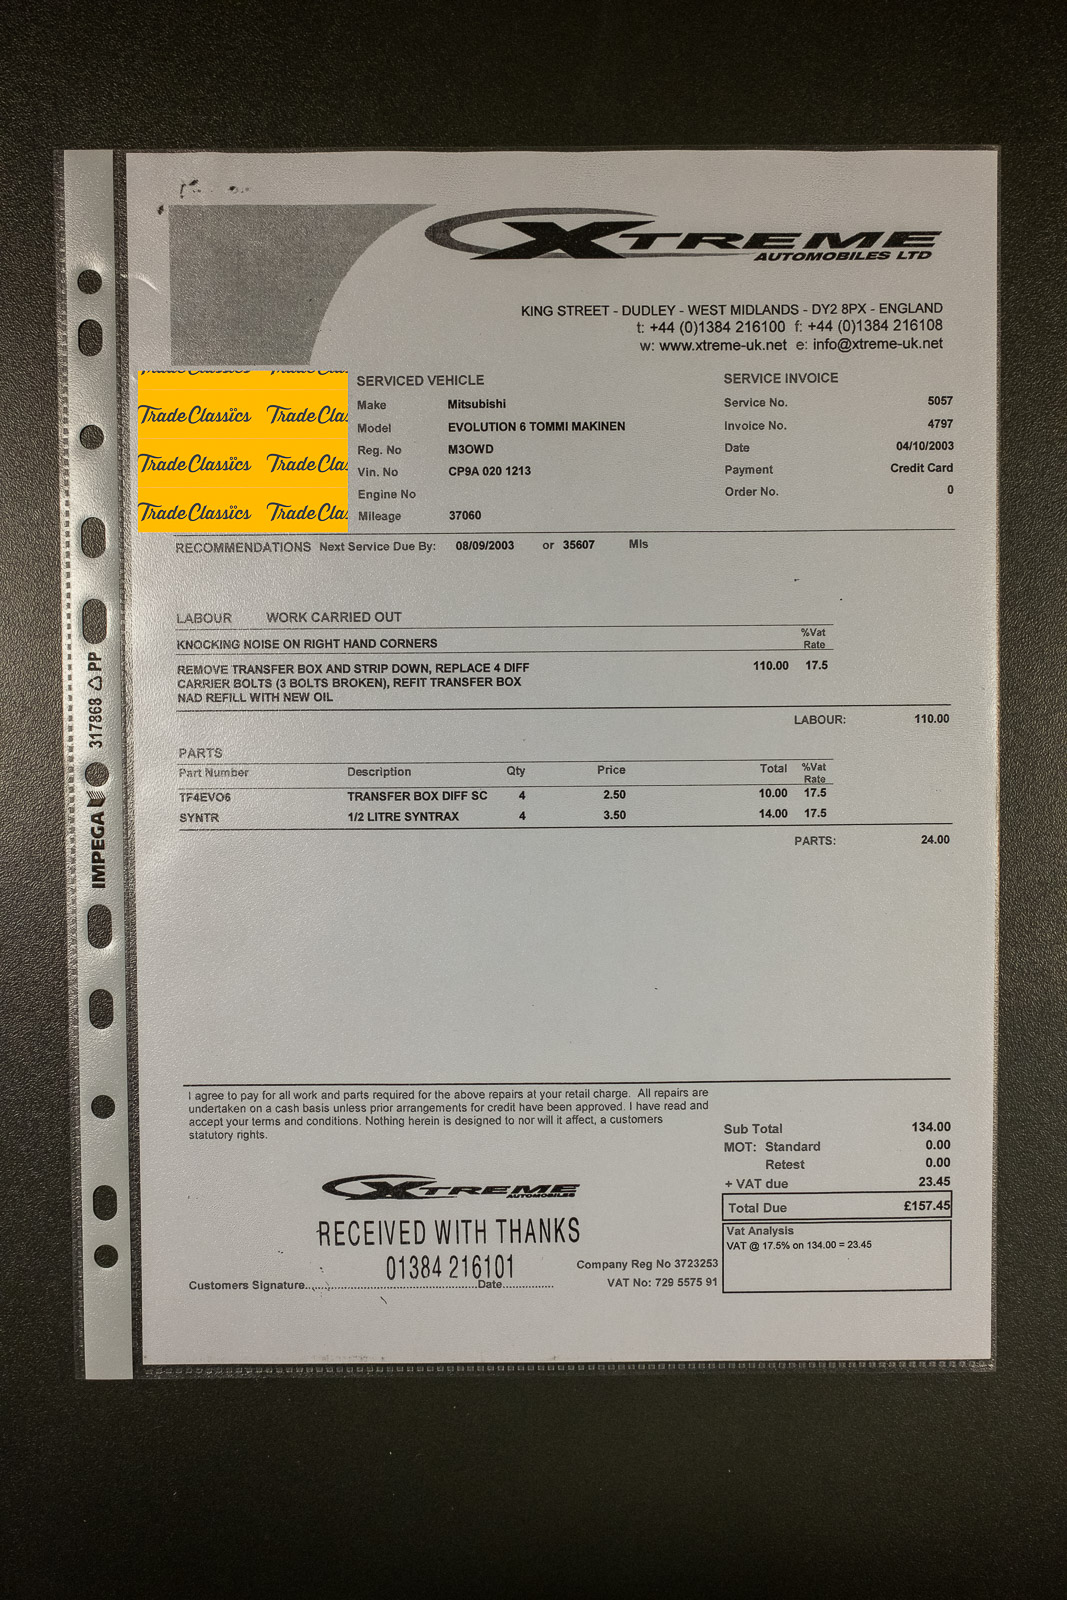 XTREME
AUTOMOBILES LTD
KING STREET - DUDLEY - WEST MIDLANDS - DY2 8PX - ENGLAND
t: +44 (0)1384 216100 f: +44 (0)1384 216108
w: www.xtreme-uk.net e: info@xtreme-uk.net
Trade Classics Trade Clas
Trade Classics Trade Clas
Trade Classics Trade Clas
SERVICED VEHICLE
Make Mitsubishi
Model EVOLUTION 6 TOMMI MAKINEN
Reg. No M3OWD
Vin. No CP9A 020 1213
Engine No
Mileage 37060
SERVICE INVOICE
Service No. 5057
Invoice No. 4797
Date 04/10/2003
Payment Credit Card
Order No. 0
RECOMMENDATIONS Next Service Due By: 08/09/2003 or 35607 Mls
LABOUR WORK CARRIED OUT
%Vat
KNOCKING NOISE ON RIGHT HAND CORNERS Rate
REMOVE TRANSFER BOX AND STRIP DOWN, REPLACE 4 DIFF 110.00 17.5
CARRIER BOLTS (3 BOLTS BROKEN), REFIT TRANSFER BOX
NAD REFILL WITH NEW OIL
LABOUR: 110.00
PARTS
Part Number Description Qty Price Total %Vat
Rate
TF4EVO6 TRANSFER BOX DIFF SC 4 2.50 10.00 17.5
SYNTR 1/2 LITRE SYNTRAX 4 3.50 14.00 17.5
PARTS: 24.00
I agree to pay for all work and parts required for the above repairs at your retail charge. All repairs are
undertaken on a cash basis unless prior arrangements for credit have been approved. I have read and
accept your terms and conditions. Nothing herein is designed to nor will it affect, a customers
statutory rights.
Sub Total 134.00
MOT: Standard 0.00
Retest 0.00
+ VAT due 23.45
Total Due £157.45
Vat Analysis
VAT @ 17.5% on 134.00 = 23.45
XTREME
AUTOMOBILES
RECEIVED WITH THANKS
01384 216101
Customers Signature.............................................Date...............
Company Reg No 3723253
VAT No: 729 5575 91
IMPEGA 317868 PP